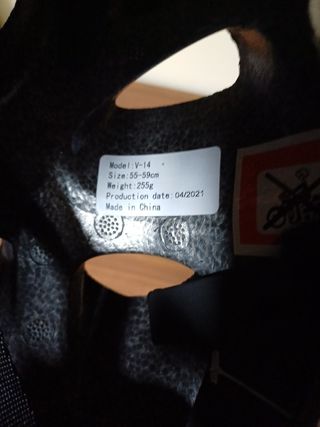 Model:V-14
Size:55-59cm
Weight:255g
Production date:04/2021
Made in China